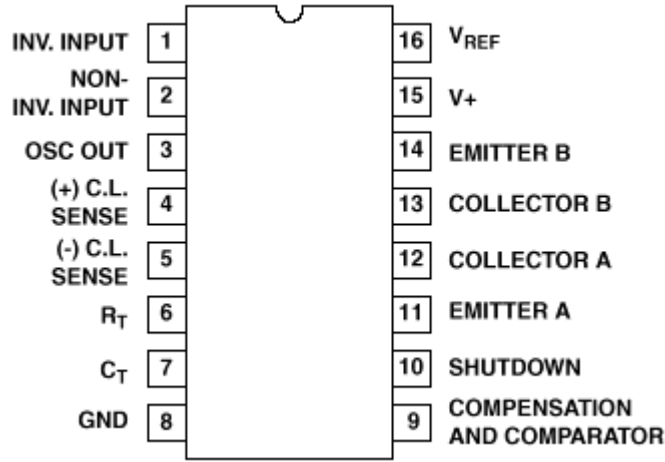 INV. INPUT 1
NON-
INV. INPUT 2
OSC OUT 3
(+) C.L.
SENSE 4
(-) C.L.
SENSE 5
RT 6
CT 7
GND 8
16 VREF
15 V+
14 EMITTER B
13 COLLECTOR B
12 COLLECTOR A
11 EMITTER A
10 SHUTDOWN
9 COMPENSATION
AND COMPARATOR